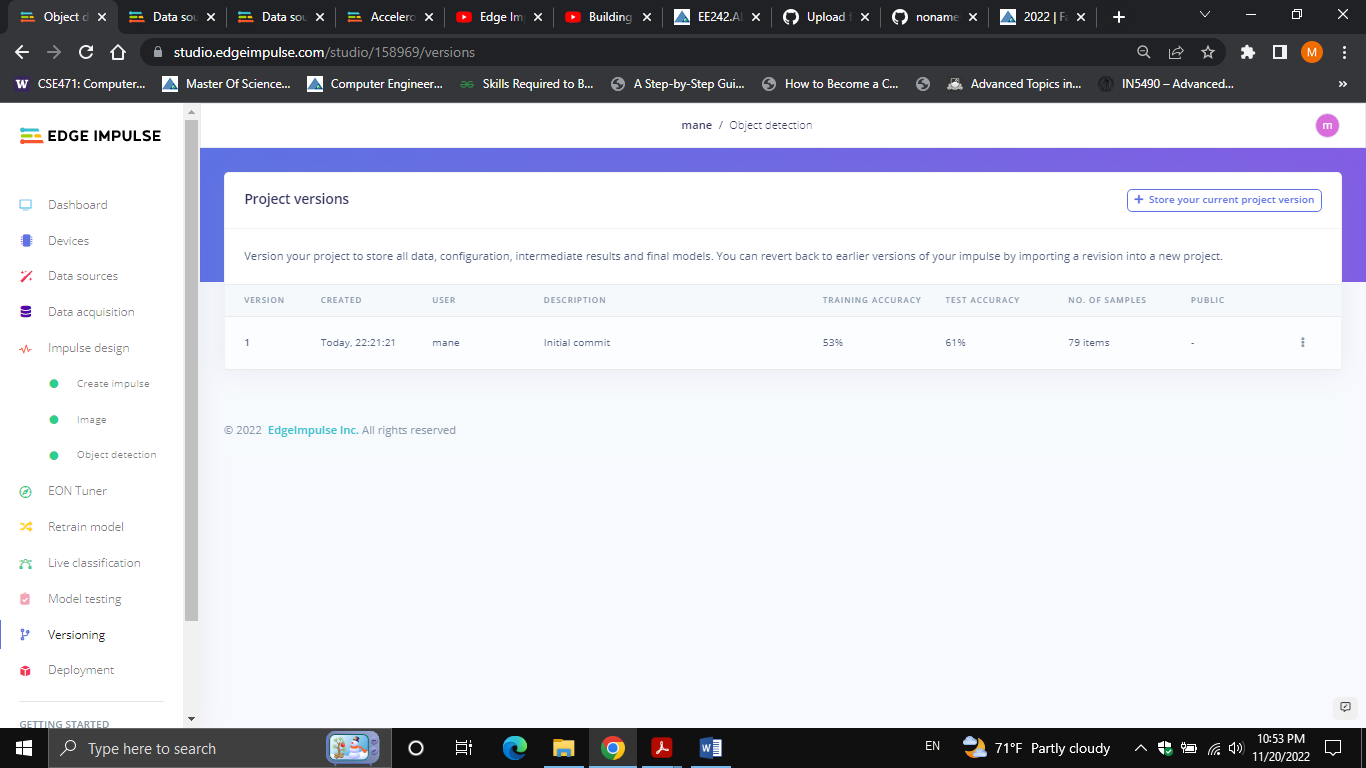 Object d
Data sou
Data sou
Accelero
Edge Im
Building
EE242.A
Upload f
noname
2022 | Fa
studio.edgeimpulse.com/studio/158969/versions
M
W CSE471: Computer...
Master Of Science...
Computer Engineer...
Skills Required to B...
A Step-by-Step Gui...
How to Become a C...
Advanced Topics in...
IN5490 – Advanced...
»
EDGE IMPULSE
mane / Object detection
m
Dashboard
Devices
Data sources
Data acquisition
Impulse design
Create impulse
Image
Object detection
EON Tuner
Retrain model
Live classification
Model testing
Versioning
Deployment
GETTING STARTED
Project versions
+ Store your current project version
Version your project to store all data, configuration, intermediate results and final models. You can revert back to earlier versions of your impulse by importing a revision into a new project.
VERSION CREATED USER DESCRIPTION TRAINING ACCURACY TEST ACCURACY NO. OF SAMPLES PUBLIC
1 Today, 22:21:21 mane Initial commit 53% 61% 79 items -
© 2022 EdgeImpulse Inc. All rights reserved
Type here to search
EN
71°F Partly cloudy
10:53 PM
11/20/2022